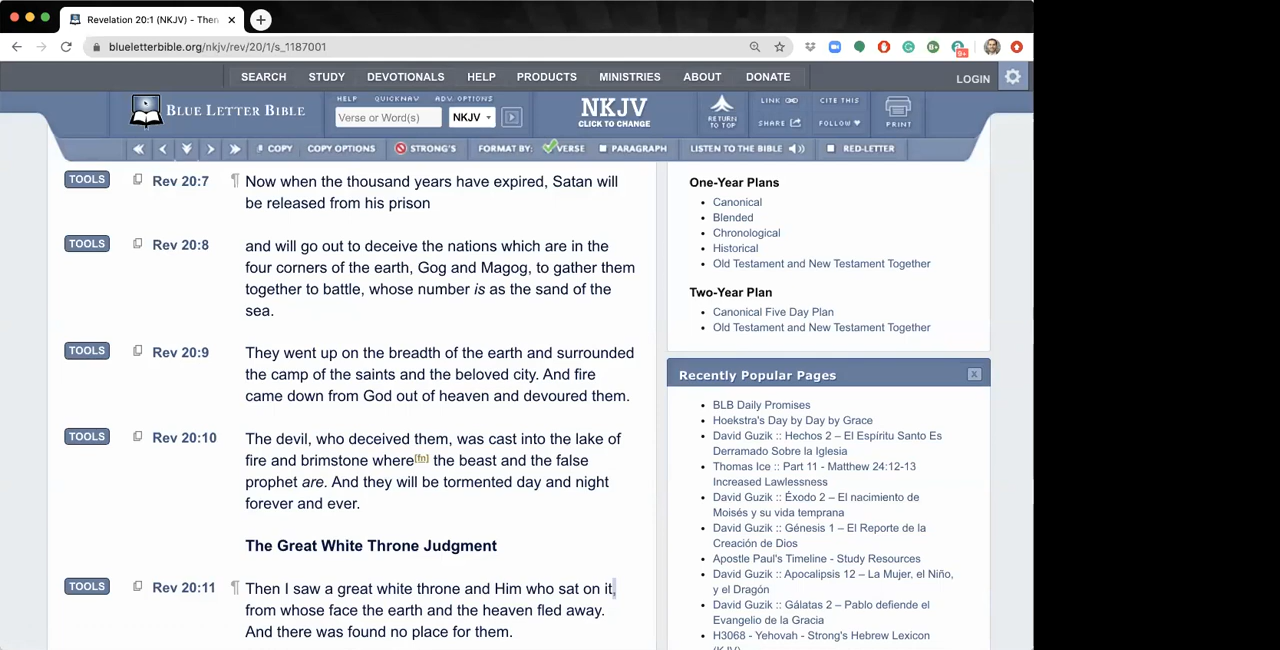 Revelation 20:1 (NKJV) - Then
blueletterbible.org/nkjv/rev/20/1/s_1187001
9+
SEARCH STUDY DEVOTIONALS HELP PRODUCTS MINISTRIES ABOUT DONATE LOGIN
BLUE LETTER BIBLE
HELP QUICKNAV ADV. OPTIONS
Verse or Word(s) NKJV
NKJV
CLICK TO CHANGE
RETURN
TO TOP
LINK CITE THIS
SHARE FOLLOW
PRINT
COPY COPY OPTIONS STRONG'S FORMAT BY: VERSE PARAGRAPH LISTEN TO THE BIBLE RED-LETTER
TOOLS Rev 20:7 ¶ Now when the thousand years have expired, Satan will
be released from his prison
TOOLS Rev 20:8 and will go out to deceive the nations which are in the
four corners of the earth, Gog and Magog, to gather them
together to battle, whose number is as the sand of the
sea.
TOOLS Rev 20:9 They went up on the breadth of the earth and surrounded
the camp of the saints and the beloved city. And fire
came down from God out of heaven and devoured them.
TOOLS Rev 20:10 The devil, who deceived them, was cast into the lake of
fire and brimstone where[fn] the beast and the false
prophet are. And they will be tormented day and night
forever and ever.
The Great White Throne Judgment
TOOLS Rev 20:11 ¶ Then I saw a great white throne and Him who sat on it,
from whose face the earth and the heaven fled away.
And there was found no place for them.
One-Year Plans
• Canonical
• Blended
• Chronological
• Historical
• Old Testament and New Testament Together
Two-Year Plan
• Canonical Five Day Plan
• Old Testament and New Testament Together
Recently Popular Pages x
• BLB Daily Promises
• Hoekstra's Day by Day by Grace
• David Guzik :: Hechos 2 – El Espíritu Santo Es
Derramado Sobre la Iglesia
• Thomas Ice :: Part 11 - Matthew 24:12-13
Increased Lawlessness
• David Guzik :: Éxodo 2 – El nacimiento de
Moisés y su vida temprana
• David Guzik :: Génesis 1 – El Reporte de la
Creación de Dios
• Apostle Paul's Timeline - Study Resources
• David Guzik :: Apocalipsis 12 – La Mujer, el Niño,
y el Dragón
• David Guzik :: Gálatas 2 – Pablo defiende el
Evangelio de la Gracia
• H3068 - Yehovah - Strong's Hebrew Lexicon
(KJV)